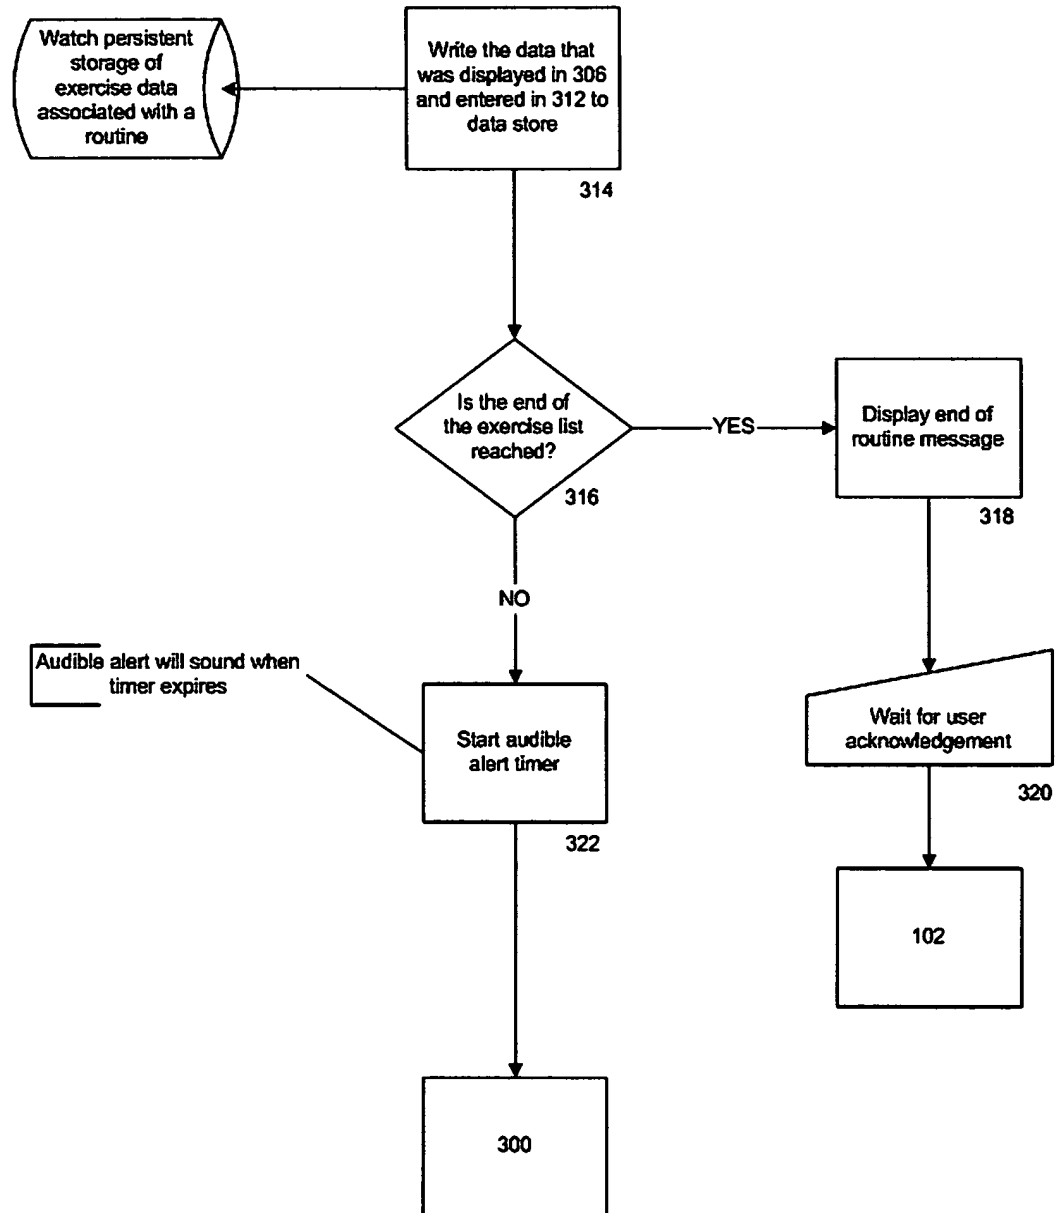 Watch persistent
storage of
exercise data
associated with a
routine
Write the data that
was displayed in 306
and entered in 312 to
data store
314
Is the end of
the exercise list
reached?
316
YES
Display end of
routine message
318
NO
Audible alert will sound when
timer expires
Start audible
alert timer
322
Wait for user
acknowledgement
320
102
300